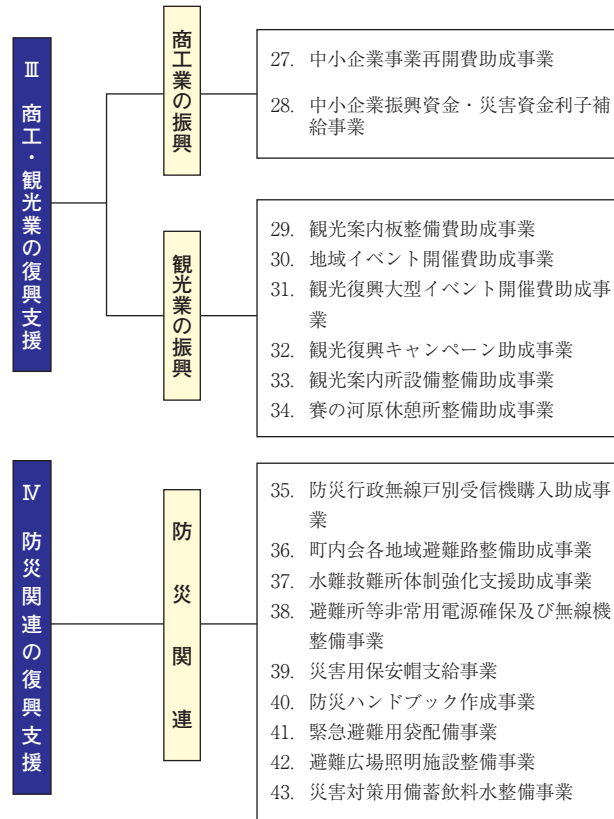 Ⅲ 商工・観光業の復興支援
商工業の振興
27. 中小企業事業再開費助成事業
28. 中小企業振興資金・災害資金利子補
給事業
観光業の振興
29. 観光案内板整備費助成事業
30. 地域イベント開催費助成事業
31. 観光復興大型イベント開催費助成事
業
32. 観光復興キャンペーン助成事業
33. 観光案内所設備整備助成事業
34. 賽の河原休憩所整備助成事業
Ⅳ 防災関連の復興支援
防災関連
35. 防災行政無線戸別受信機購入助成事
業
36. 町内会各地域避難路整備助成事業
37. 水難救難所体制強化支援助成事業
38. 避難所等非常用電源確保及び無線機
整備事業
39. 災害用保安帽支給事業
40. 防災ハンドブック作成事業
41. 緊急避難用袋配備事業
42. 避難広場照明施設整備事業
43. 災害対策用備蓄飲料水整備事業